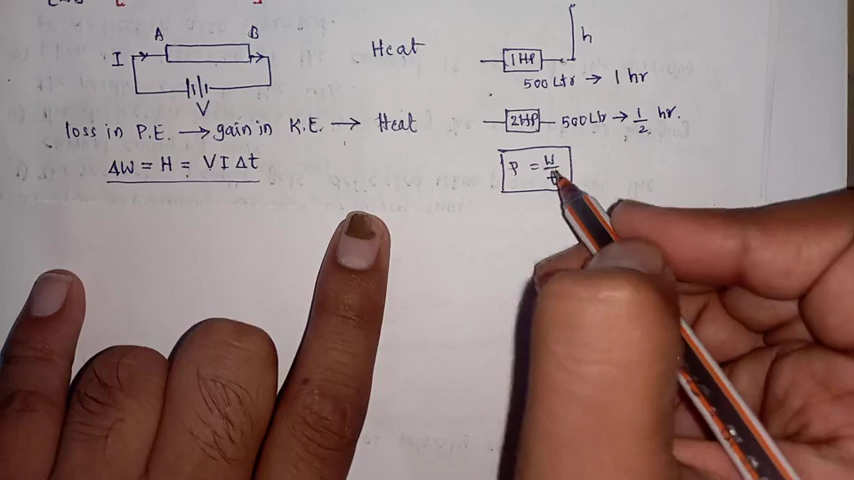 A B
I
V
Heat
1HP h
500 Ltr → 1 hr
loss in P.E. → gain in K.E. → Heat
2HP 500 Ltr → 1/2 hr.
ΔW = H = VIΔt
P = W/t